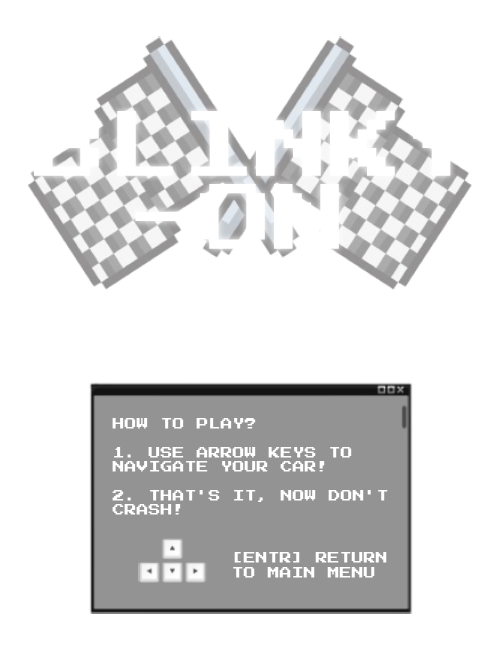 HOW TO PLAY?
1. USE ARROW KEYS TO
NAVIGATE YOUR CAR!
2. THAT'S IT, NOW DON'T
CRASH!
[ENTR] RETURN
TO MAIN MENU